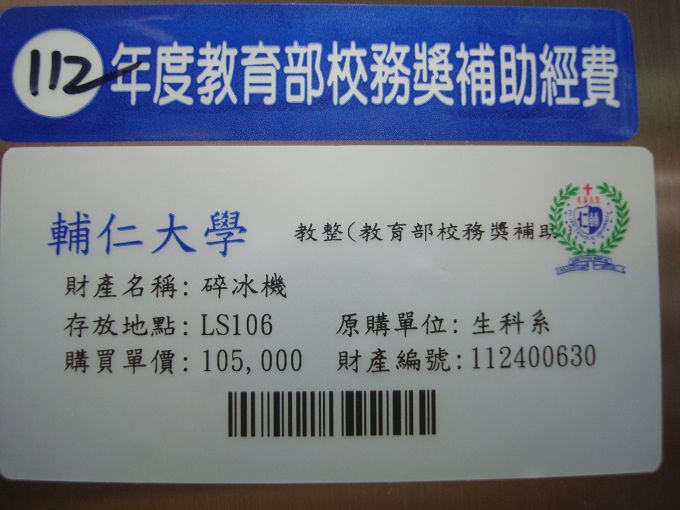 112年度教育部校務獎補助經費
輔仁大學 教整(教育部校務獎補助
財產名稱: 碎冰機
存放地點: LS106 原購單位: 生科系
購買單價: 105,000 財產編號: 112400630